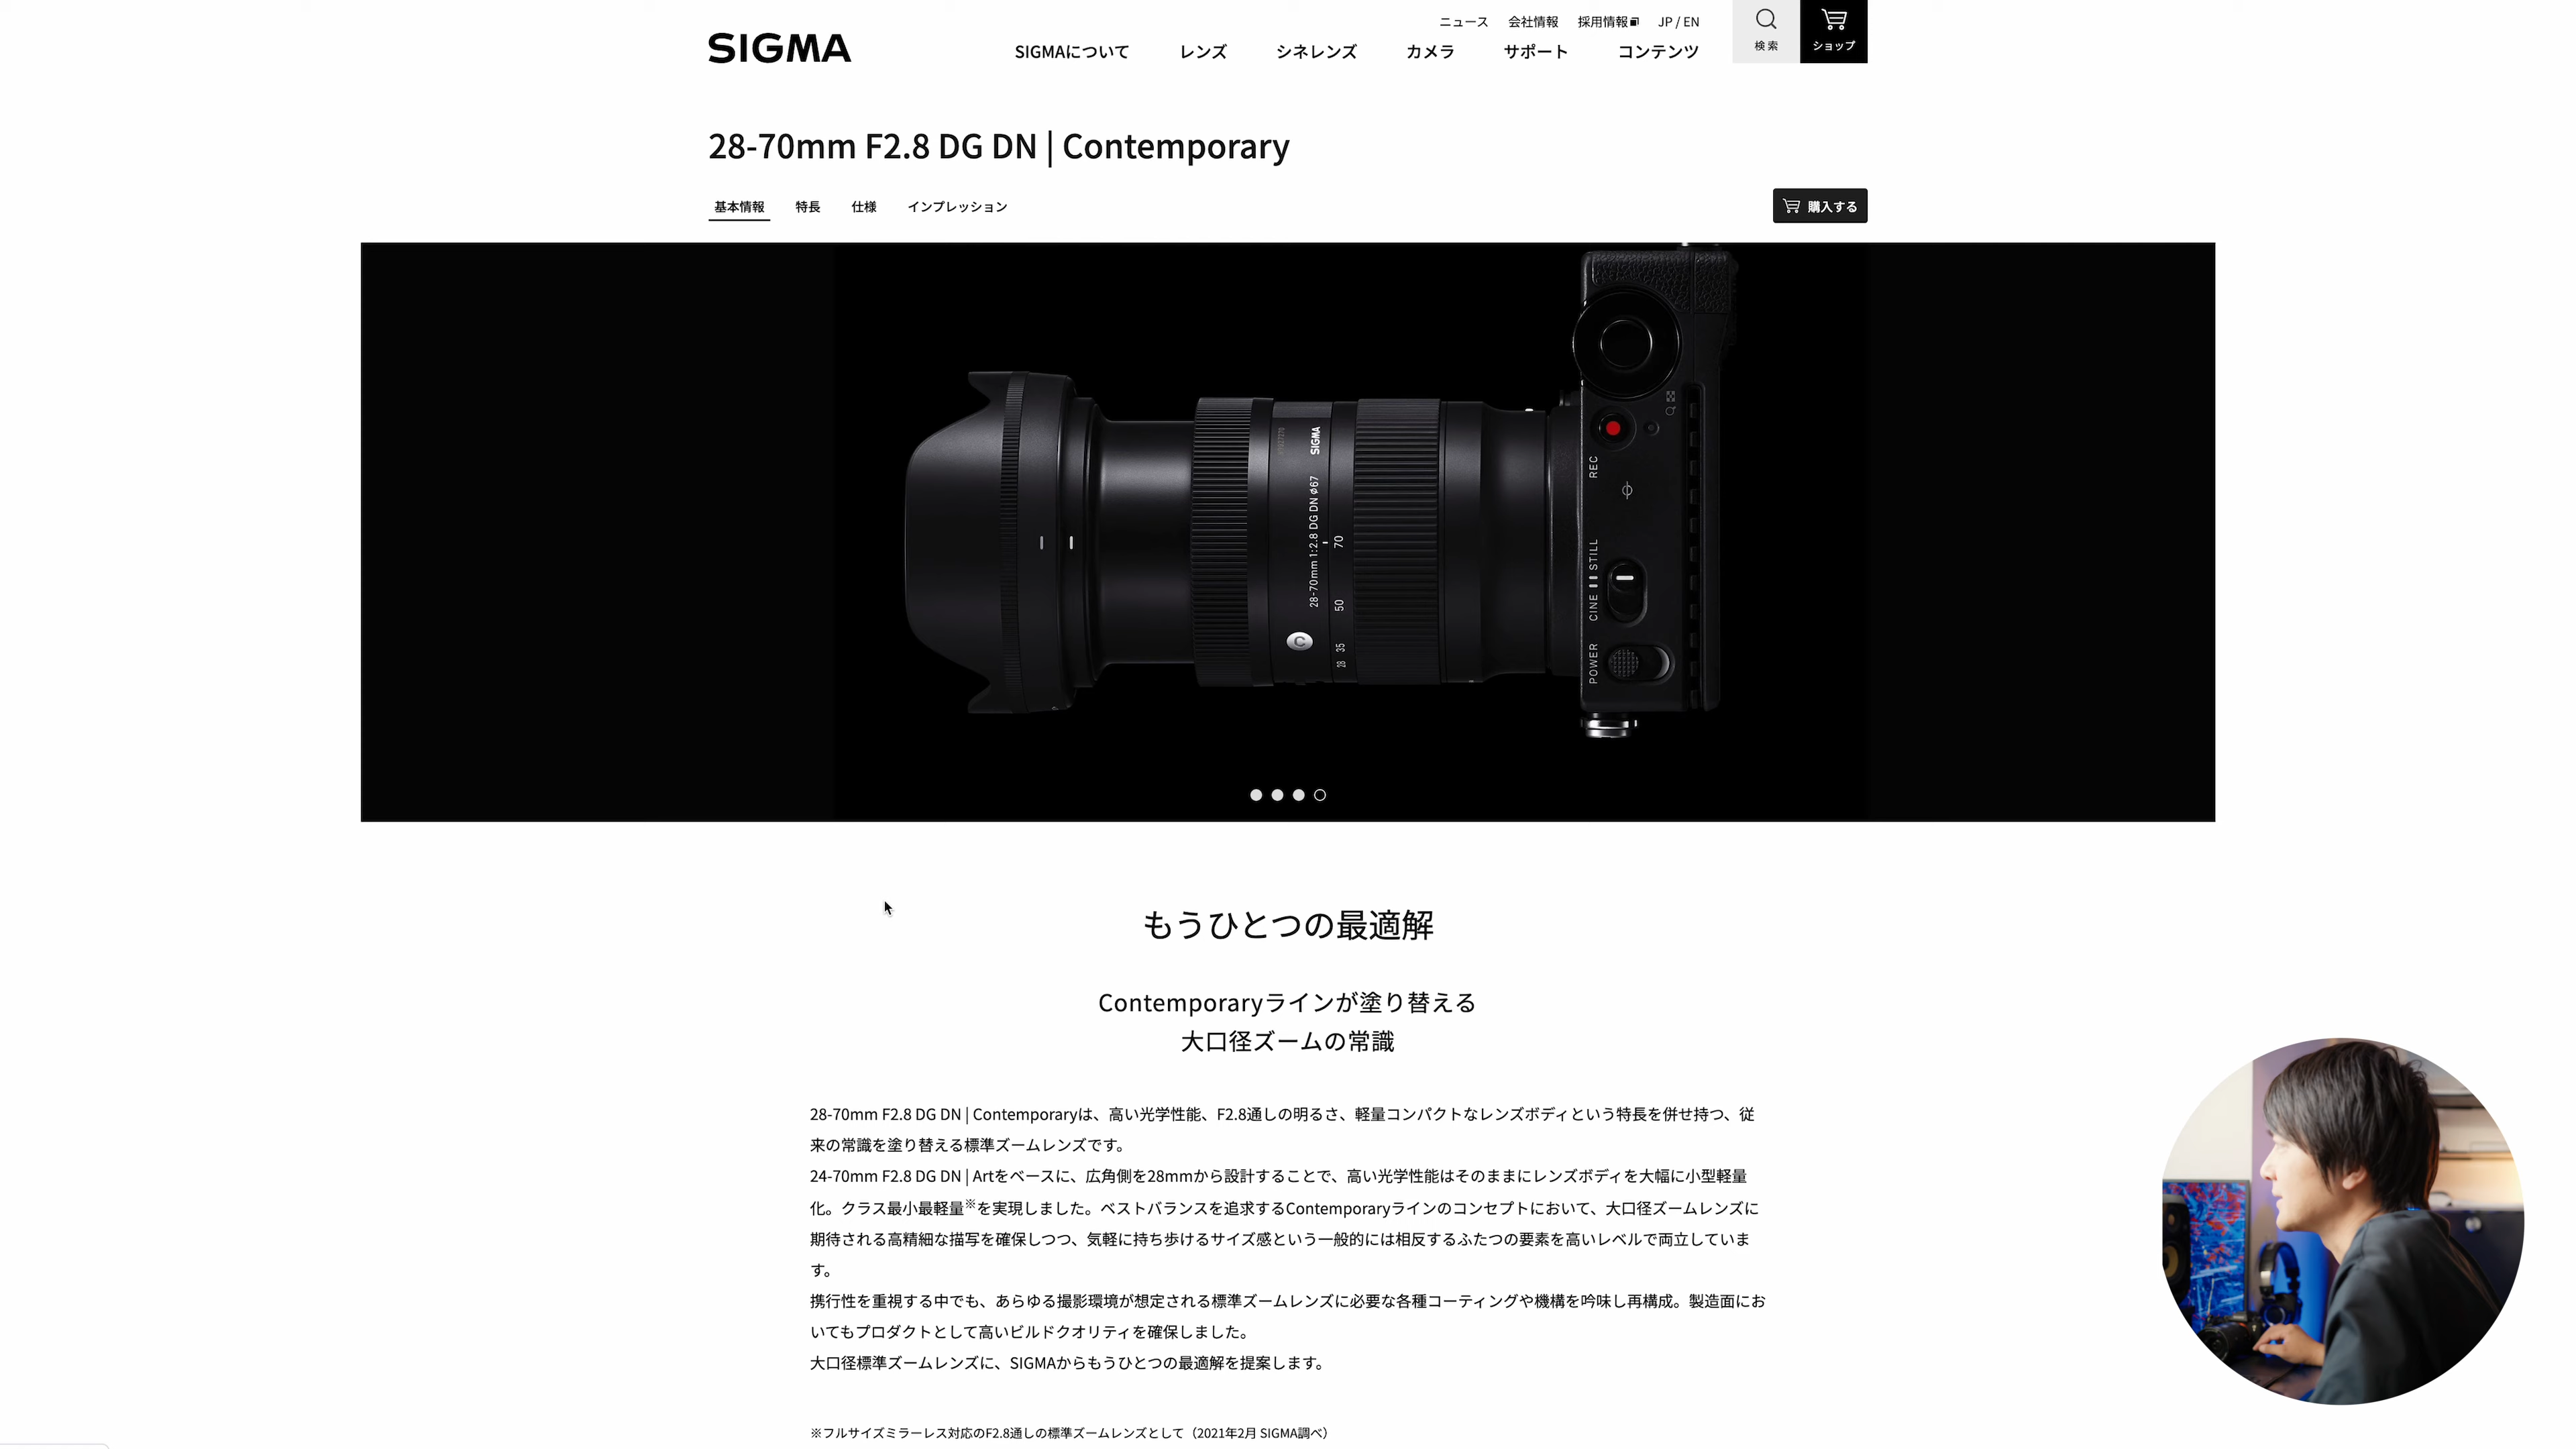 ニュース 会社情報 採用情報 JP / EN
SIGMA
SIGMAについて レンズ シネレンズ カメラ サポート コンテンツ
検索
ショップ
28-70mm F2.8 DG DN | Contemporary
基本情報 特長 仕様 インプレッション
購入する
SIGMA
28-70mm 1:2.8 DG DN ⌀67
70
50
35
28
C
REC
CINE STILL
POWER
もうひとつの最適解
Contemporaryラインが塗り替える
大口径ズームの常識
28-70mm F2.8 DG DN | Contemporaryは、高い光学性能、F2.8通しの明るさ、軽量コンパクトなレンズボディという特長を併せ持つ、従
来の常識を塗り替える標準ズームレンズです。
24-70mm F2.8 DG DN | Artをベースに、広角側を28mmから設計することで、高い光学性能はそのままにレンズボディを大幅に小型軽量
化。クラス最小最軽量※を実現しました。ベストバランスを追求するContemporaryラインのコンセプトにおいて、大口径ズームレンズに
期待される高精細な描写を確保しつつ、気軽に持ち歩けるサイズ感という一般的には相反するふたつの要素を高いレベルで両立していま
す。
携行性を重視する中でも、あらゆる撮影環境が想定される標準ズームレンズに必要な各種コーティングや機構を吟味し再構成。製造面にお
いてもプロダクトとして高いビルドクオリティを確保しました。
大口径標準ズームレンズに、SIGMAからもうひとつの最適解を提案します。
※フルサイズミラーレス対応のF2.8通しの標準ズームレンズとして（2021年2月 SIGMA調べ）